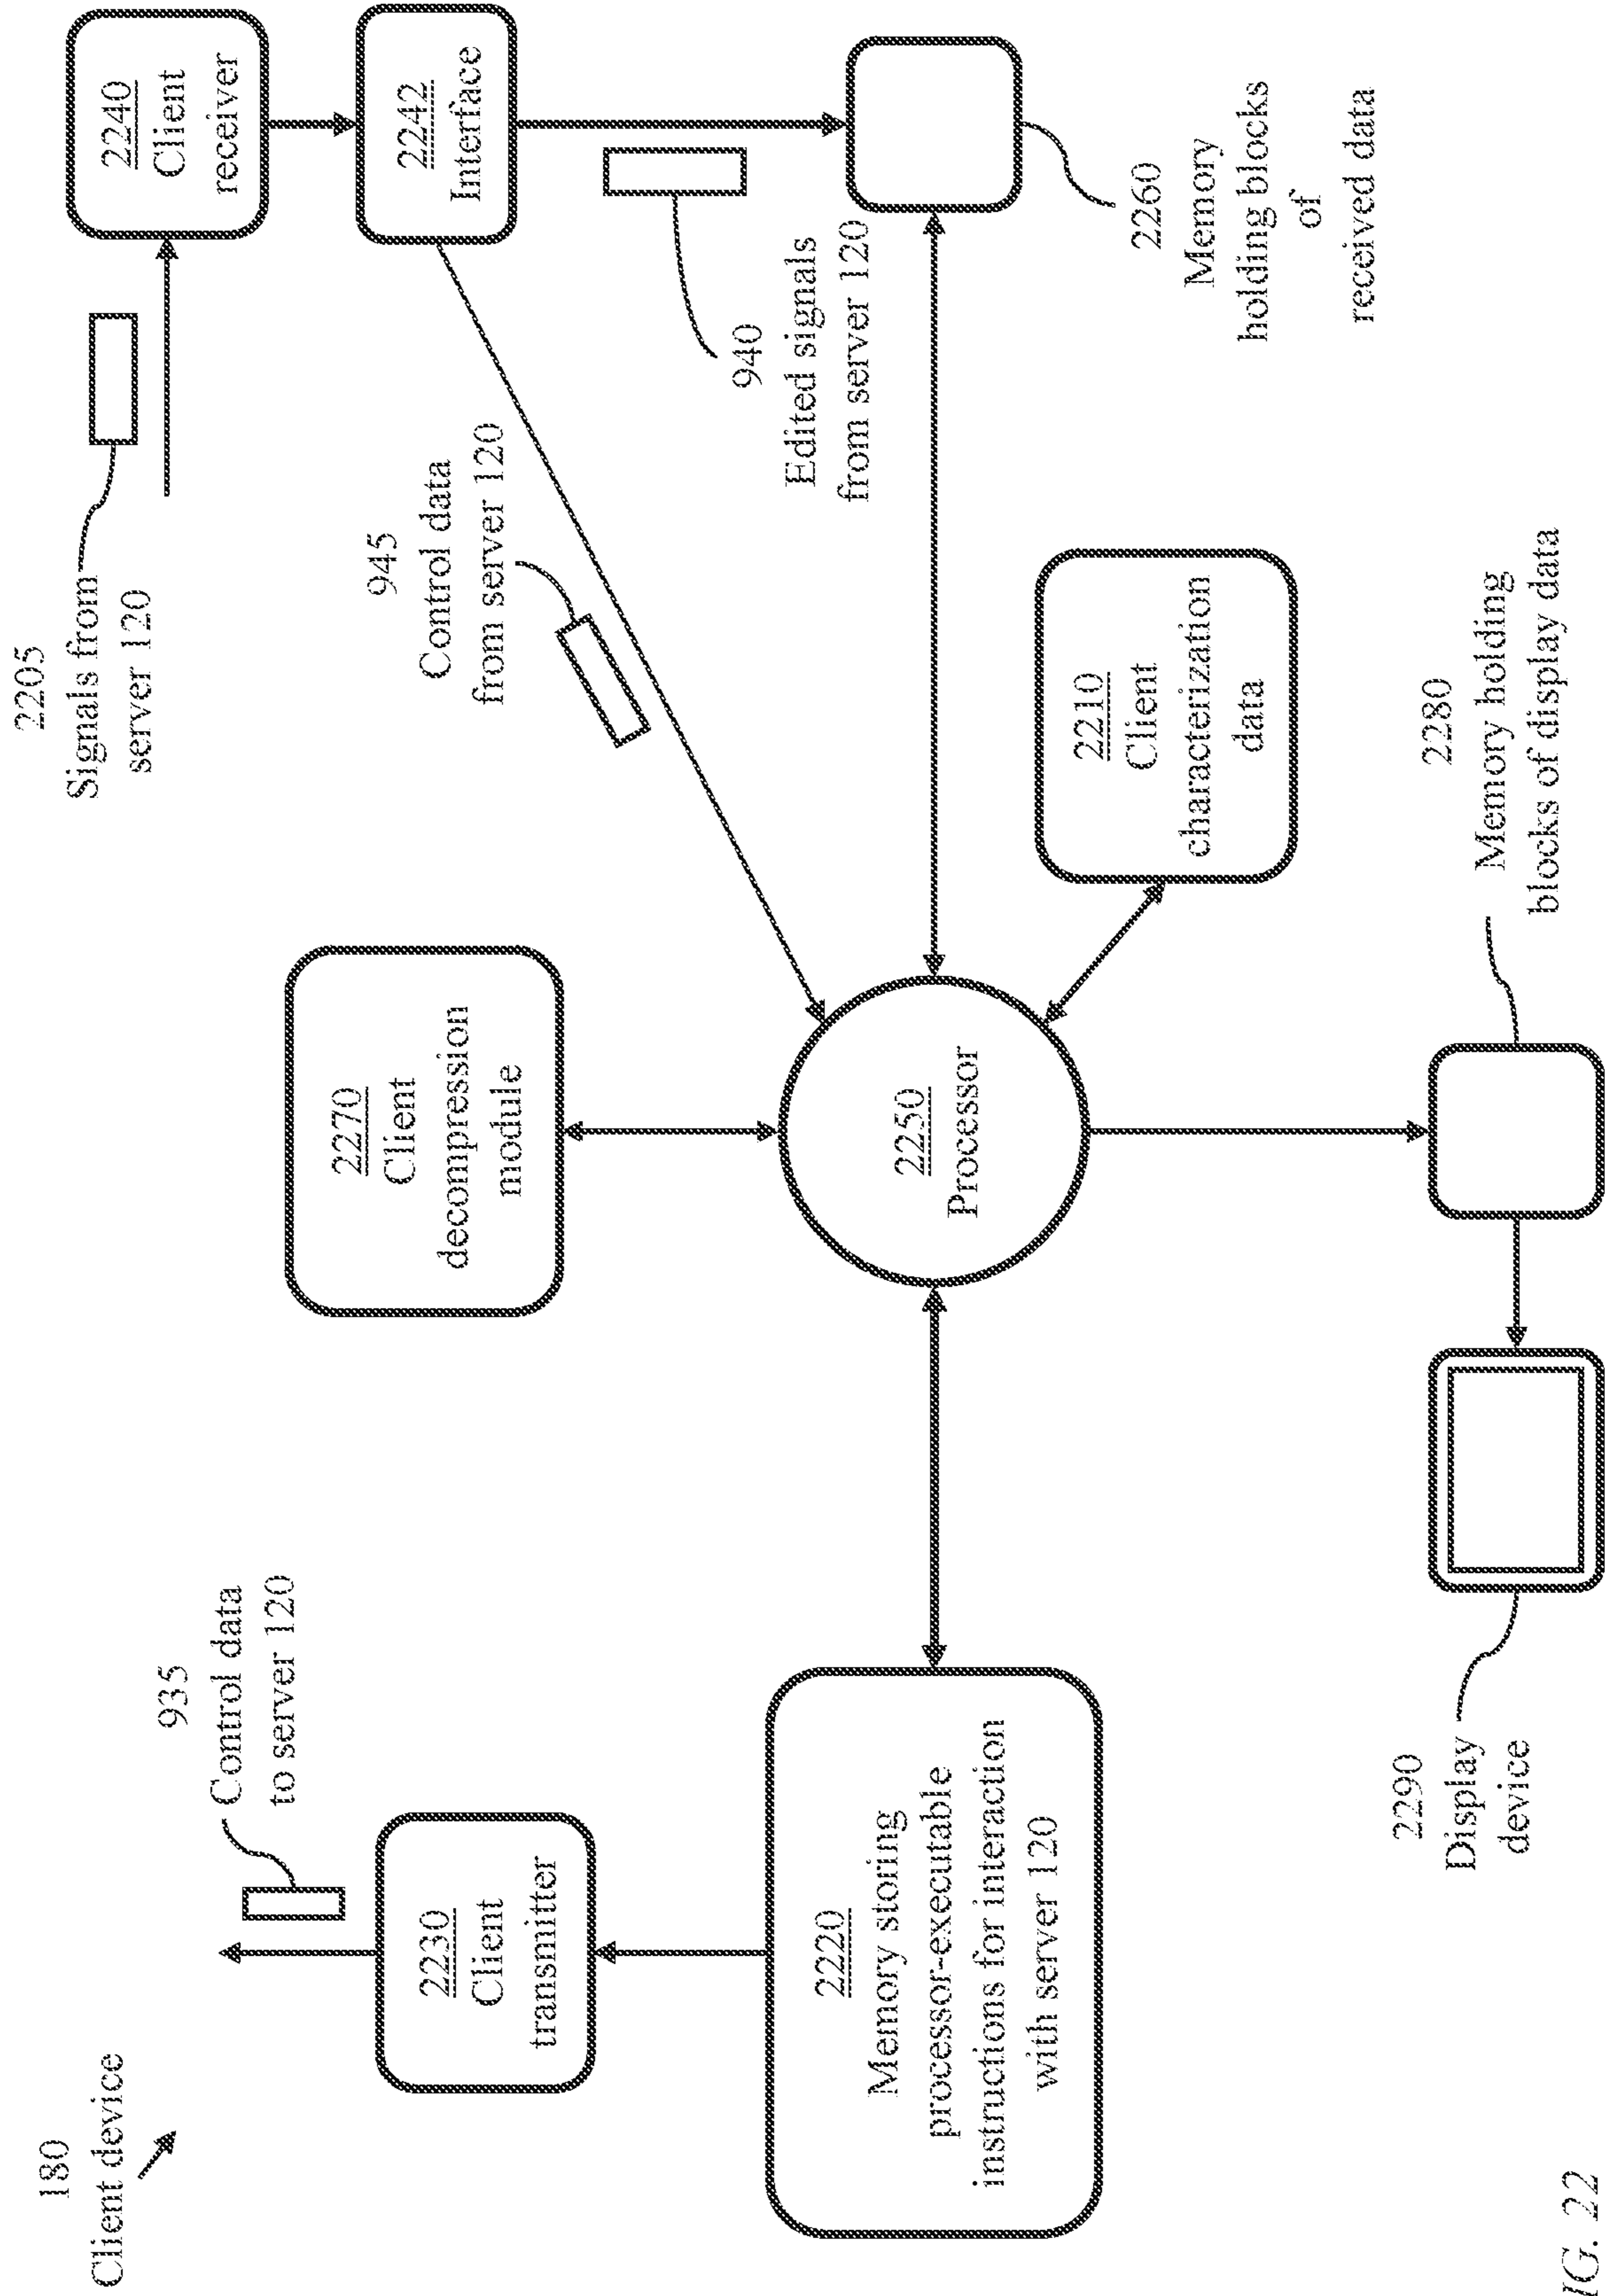 180
Client device
935
Control data
to server 120
2230
Client
transmitter
2220
Memory storing
processor-executable
instructions for interaction
with server 120
2205
Signals from
server 120
2240
Client
receiver
2242
Interface
945
Control data
from server 120
940
Edited signals
from server 120
2270
Client
decompression
module
2250
Processor
2210
Client
characterization
data
2260
Memory
holding blocks
of
received data
2290
Display
device
2280
Memory holding
blocks of display data
IG. 22